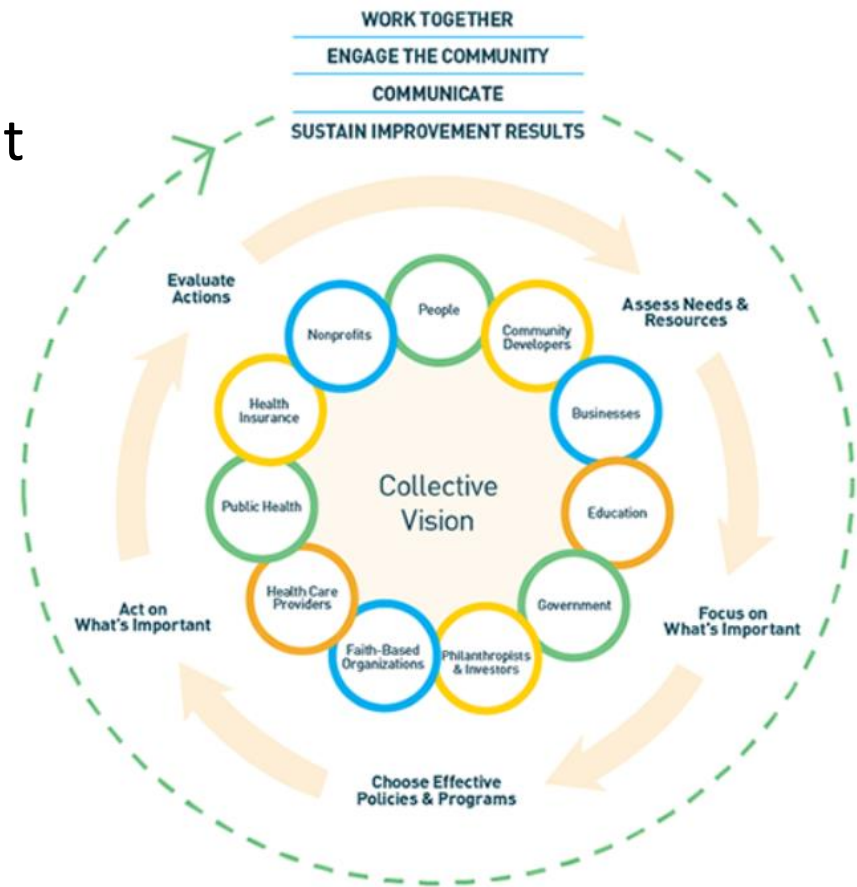 WORK TOGETHER
ENGAGE THE COMMUNITY
COMMUNICATE
SUSTAIN IMPROVEMENT RESULTS
t
Evaluate
Actions
Assess Needs &
Resources
People
Nonprofits
Community
Developers
Health
Insurance
Businesses
Collective
Vision
Public Health
Education
Health Care
Providers
Government
Act on
What's Important
Focus on
What's Important
Faith-Based
Organizations
Philanthropists
& Investors
Choose Effective
Policies & Programs